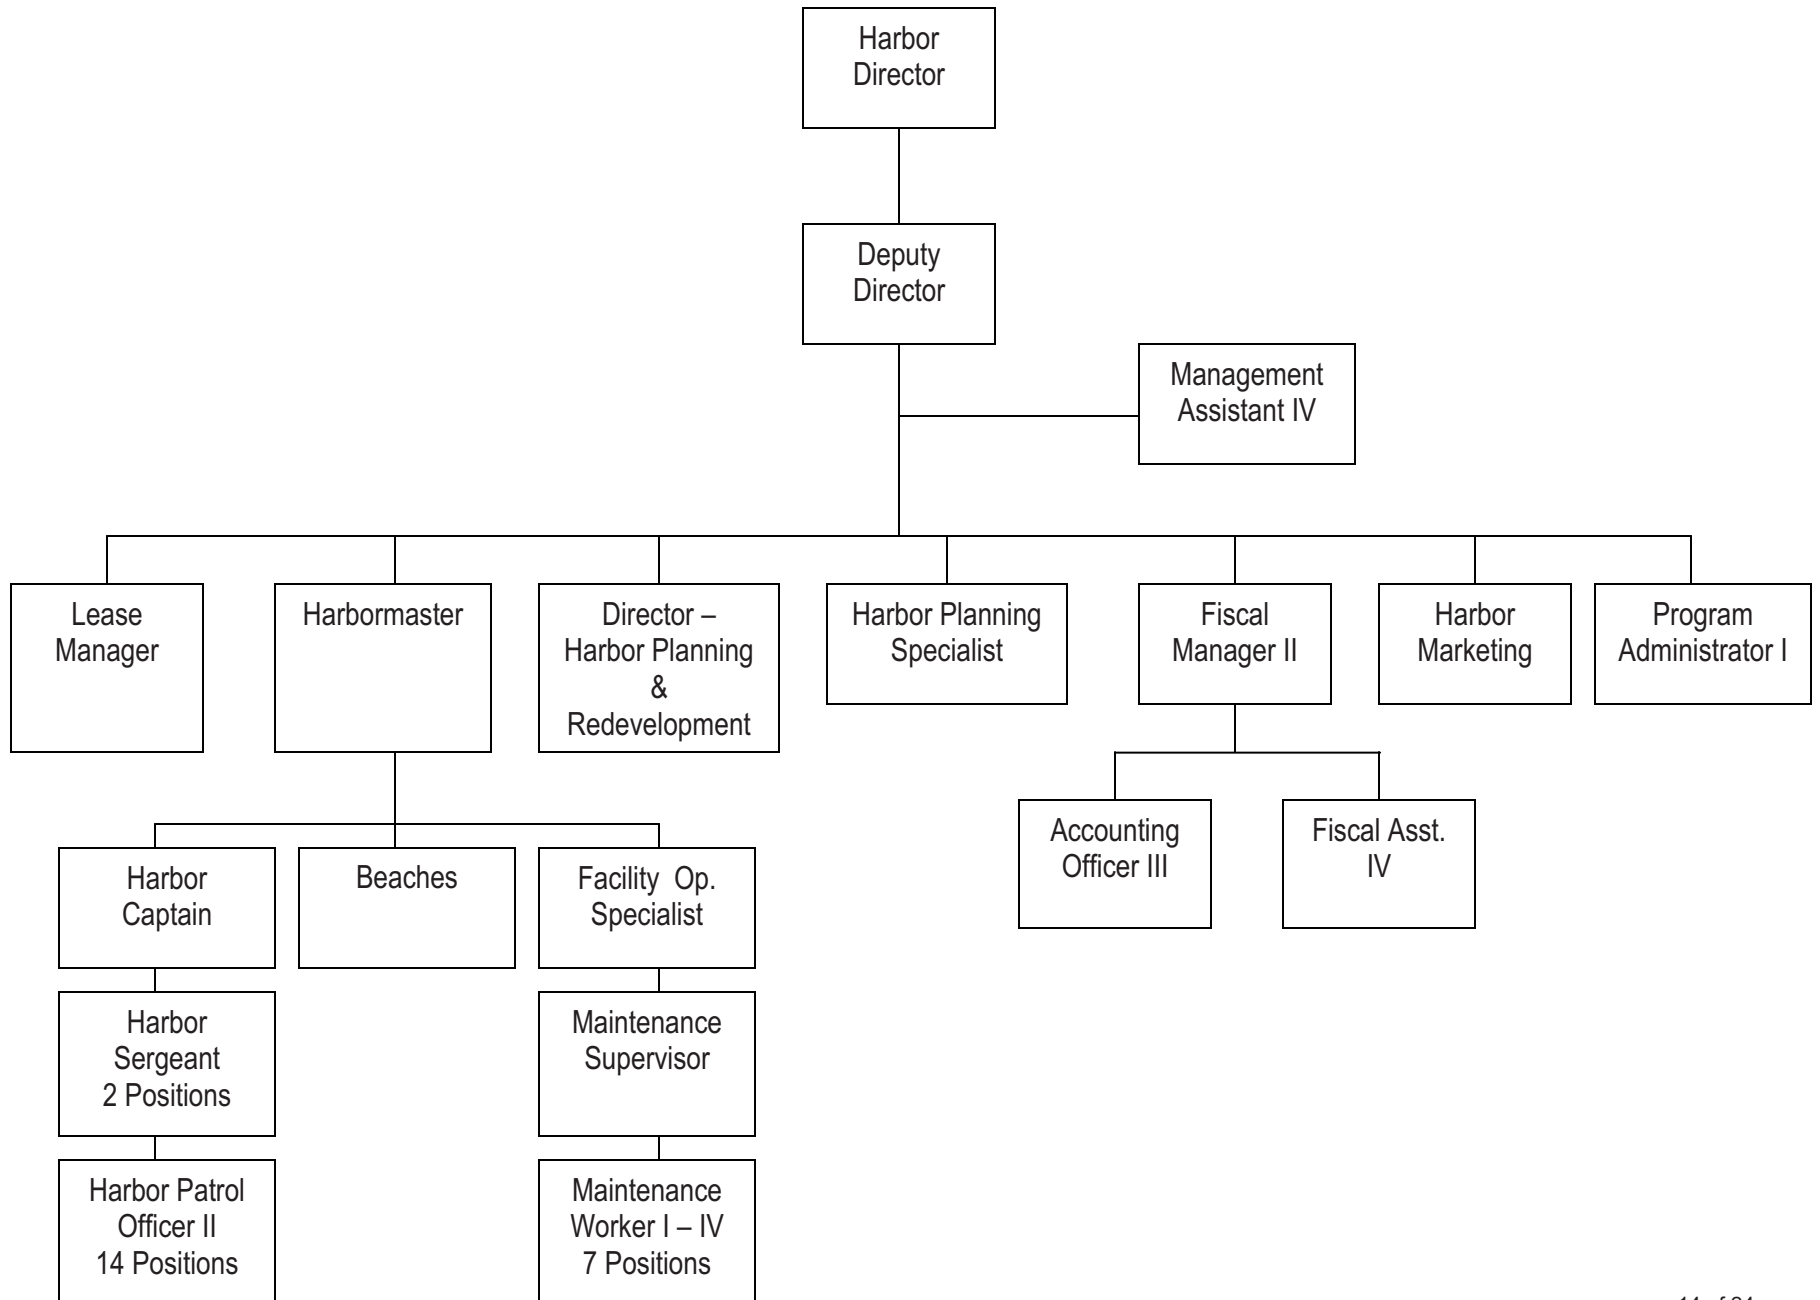 Harbor
Director
Deputy
Director
Management
Assistant IV
Lease
Manager
Harbormaster
Director –
Harbor Planning
&
Redevelopment
Harbor Planning
Specialist
Fiscal
Manager II
Harbor
Marketing
Program
Administrator I
Harbor
Captain
Beaches
Facility Op.
Specialist
Accounting
Officer III
Fiscal Asst.
IV
Harbor
Sergeant
2 Positions
Maintenance
Supervisor
Harbor Patrol
Officer II
14 Positions
Maintenance
Worker I – IV
7 Positions